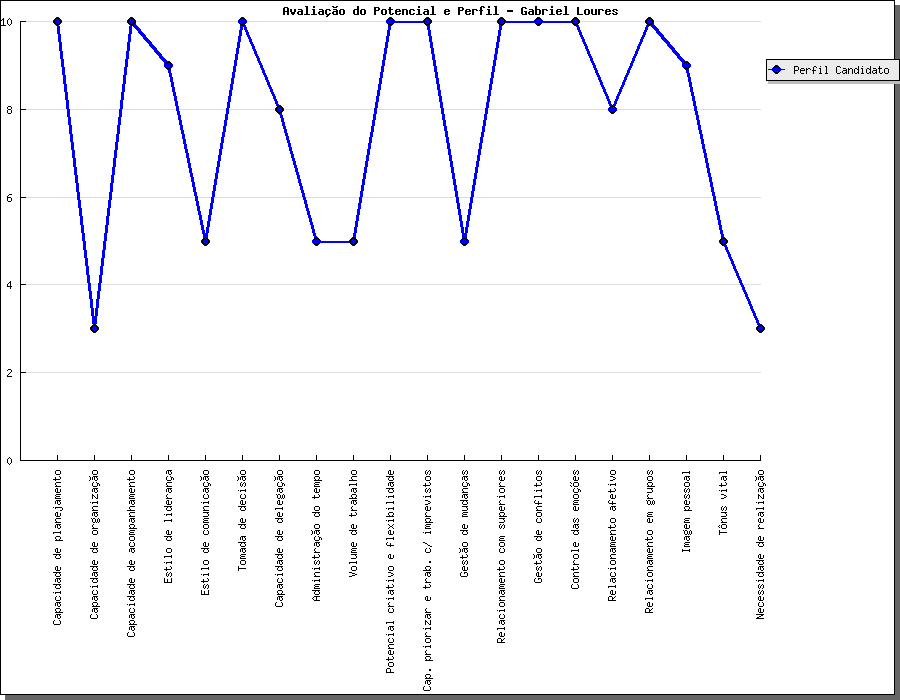 Avaliação do Potencial e Perfil - Gabriel Loures
Perfil Candidato
10
8
6
4
2
0
Capacidade de planejamento
Capacidade de organização
Capacidade de acompanhamento
Estilo de liderança
Estilo de comunicação
Tomada de decisão
Capacidade de delegação
Administração do tempo
Volume de trabalho
Potencial criativo e flexibilidade
Cap. priorizar e trab. c/ imprevistos
Gestão de mudanças
Relacionamento com superiores
Gestão de conflitos
Controle das emoções
Relacionamento afetivo
Relacionamento em grupos
Imagem pessoal
Tônus vital
Necessidade de realização